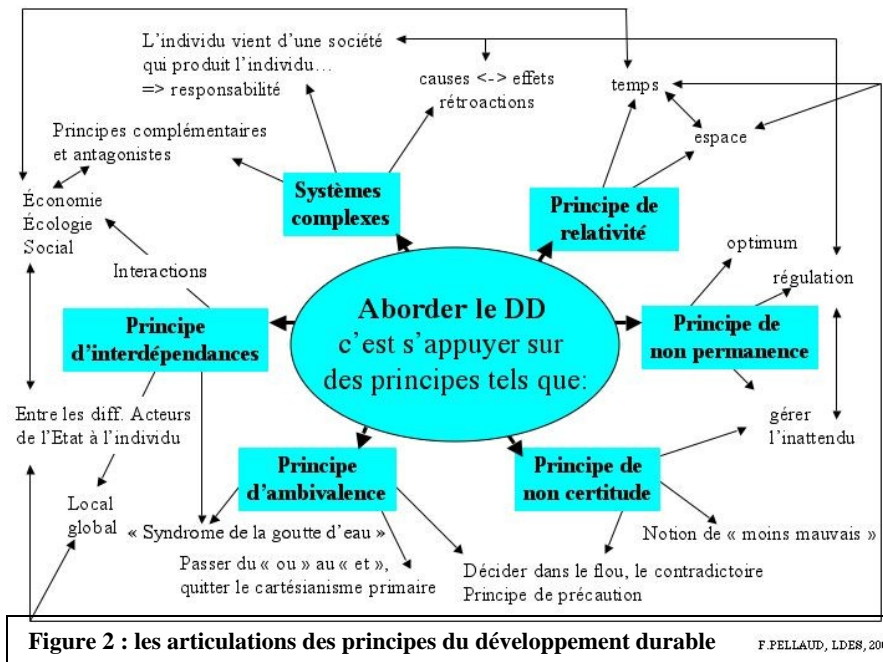 L'individu vient d'une société
qui produit l'individu…
=> responsabilité
causes <-> effets
rétroactions
temps
espace
Principes complémentaires
et antagonistes
Systèmes
complexes
Principe de
relativité
Économie
Écologie
Social
Interactions
optimum
régulation
Principe
d'interdépendances
Aborder le DD
c'est s'appuyer sur
des principes tels que:
Principe de
non permanence
Entre les diff. Acteurs
de l'Etat à l'individu
gérer
l'inattendu
Principe
d'ambivalence
Principe de
non certitude
Local
global
« Syndrome de la goutte d'eau »
Notion de « moins mauvais »
Passer du « ou » au « et »,
quitter le cartésianisme primaire
Décider dans le flou, le contradictoire
Principe de précaution
Figure 2 : les articulations des principes du développement durable
F.PELLAUD, LDES,